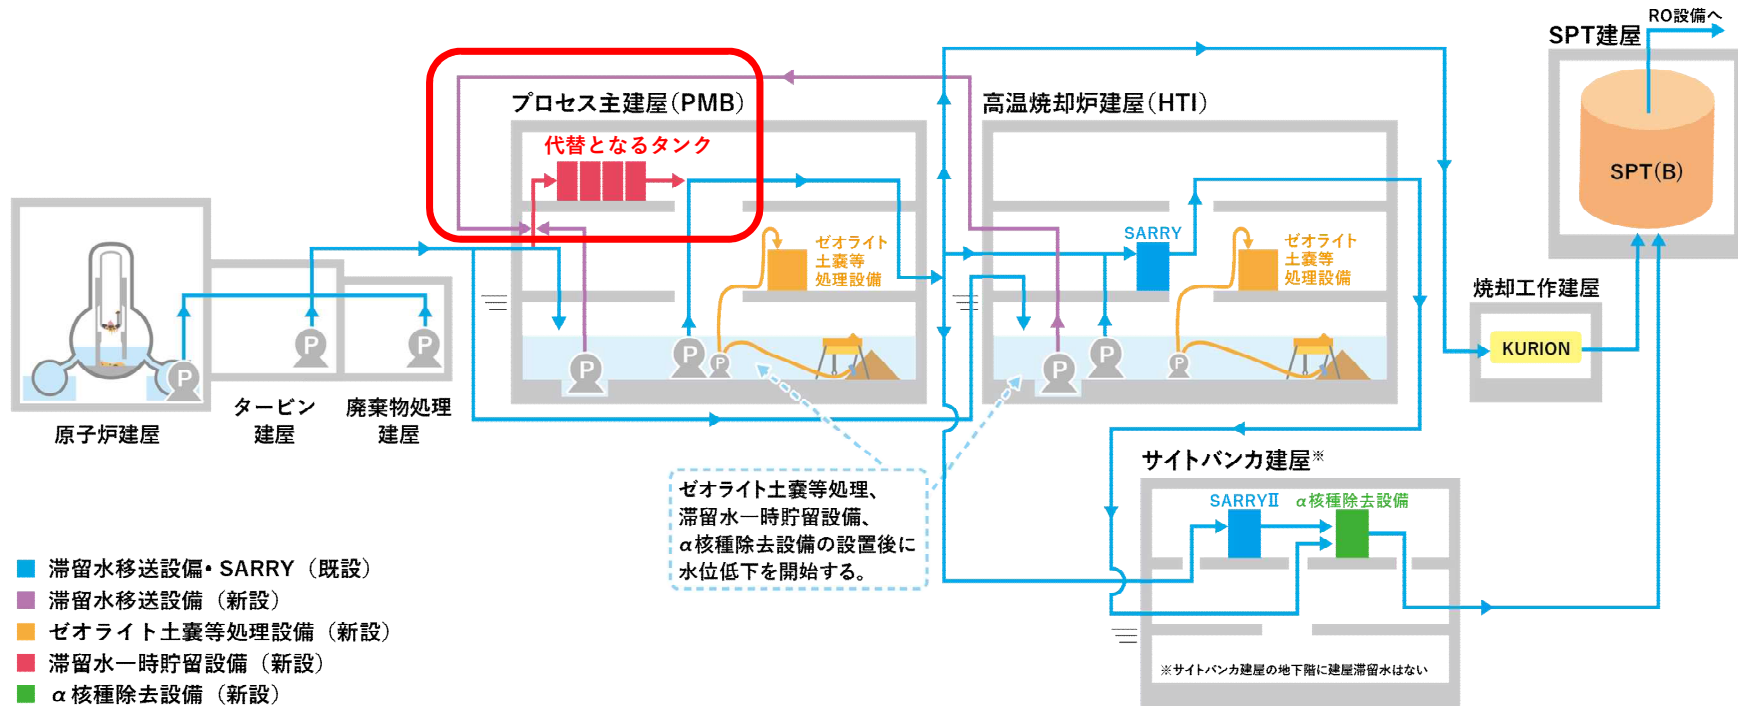 RO設備へ
SPT建屋
SPT(B)
プロセス主建屋(PMB)
代替となるタンク
高温焼却炉建屋(HTI)
SARRY
ゼオライト
土嚢等
処理設備
ゼオライト
土嚢等
処理設備
焼却工作建屋
KURION
P
P
P
P
P
P
P
P
P
原子炉建屋
タービン
建屋
廃棄物処理
建屋
サイトバンカ建屋※
SARRYⅡ
α核種除去設備
ゼオライト土嚢等処理、
滞留水一時貯留設備、
α核種除去設備の設置後に
水位低下を開始する。
※サイトバンカ建屋の地下階に建屋滞留水はない
滞留水移送設備・SARRY（既設）
滞留水移送設備（新設）
ゼオライト土嚢等処理設備（新設）
滞留水一時貯留設備（新設）
α核種除去設備（新設）